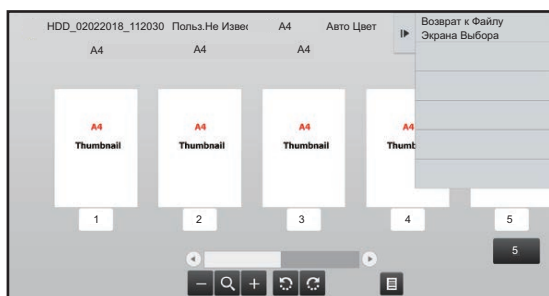 HDD_02022018_112030 Польз.Не Извес A4 Авто Цвет
Возврат к Файлу
Экрана Выбора
A4 A4
A4 A4 A4 A4
Thumbnail Thumbnail Thumbnail Thumb
1 2 3 4 5
5